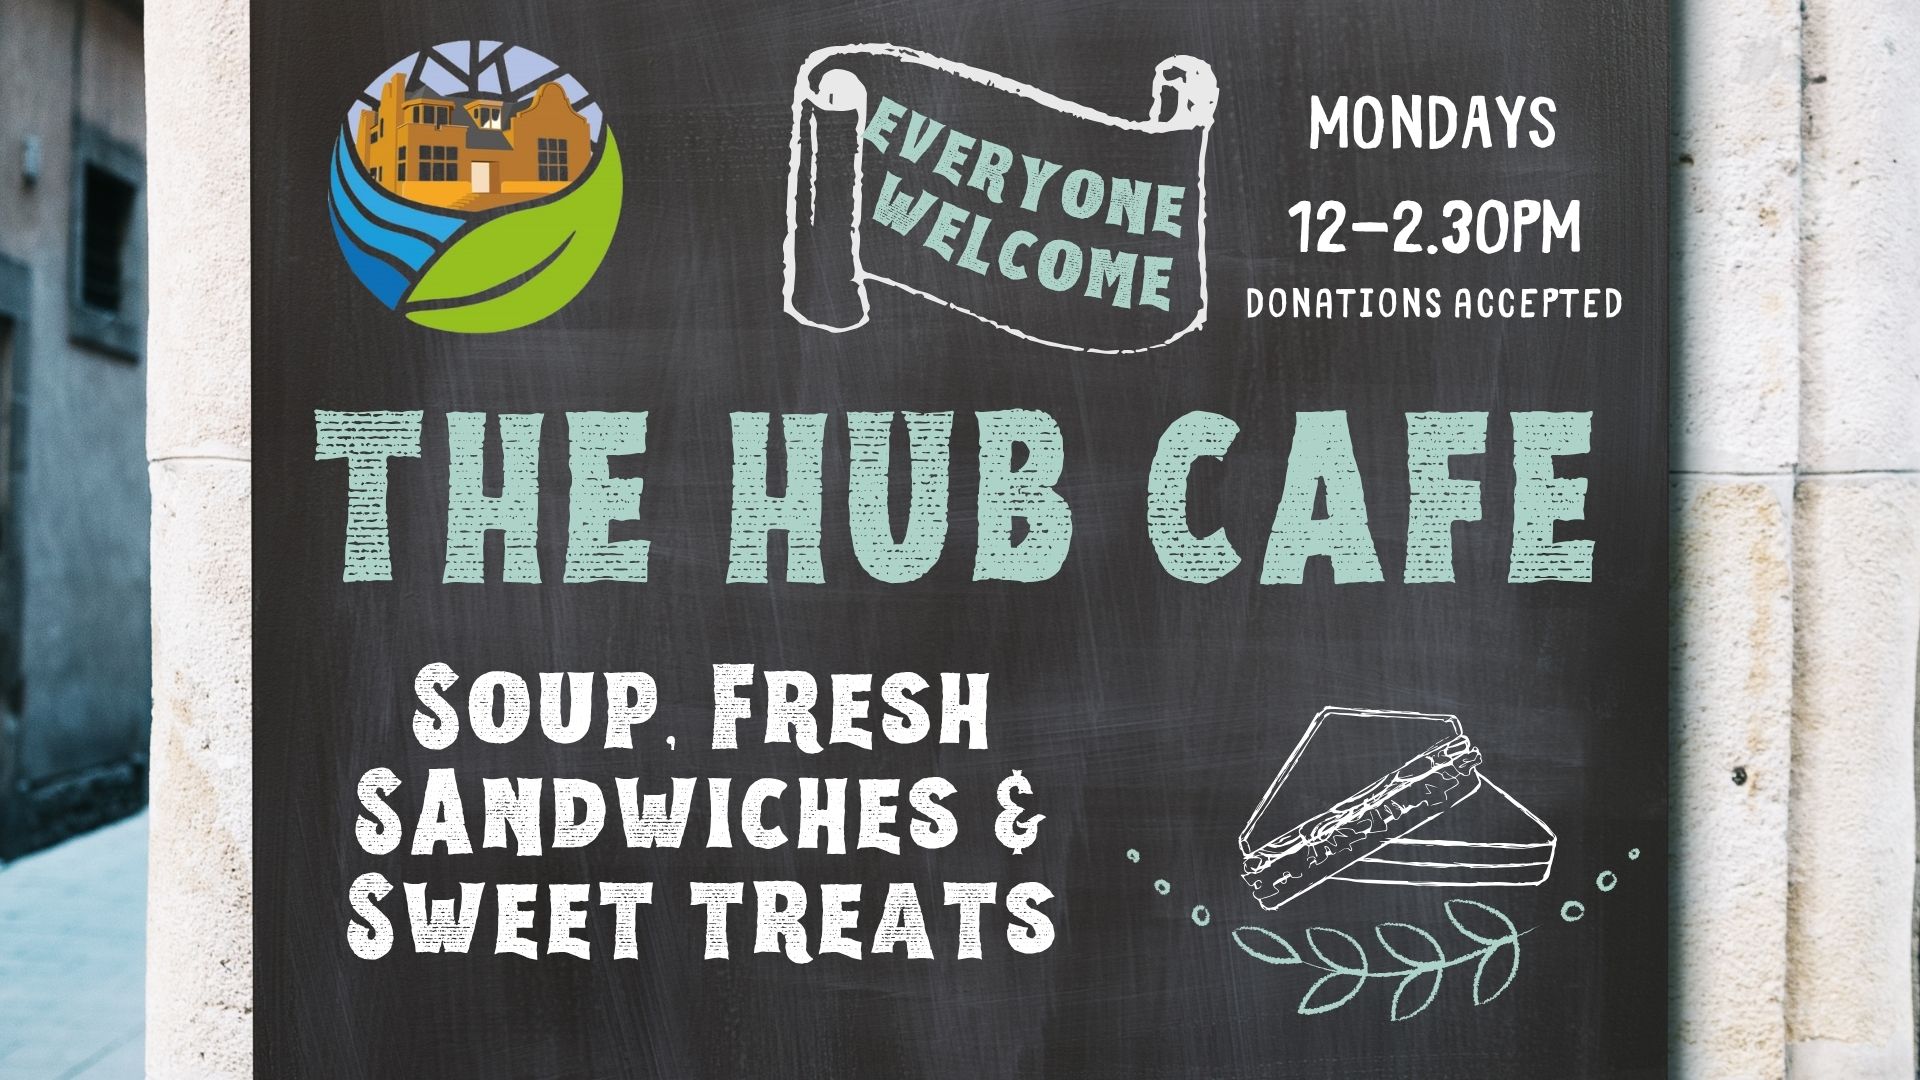 EVERYONE
WELCOME
MONDAYS
12-2.30PM
DONATIONS ACCEPTED
THE HUB CAFE
SOUP, FRESH
SANDWICHES &
SWEET TREATS